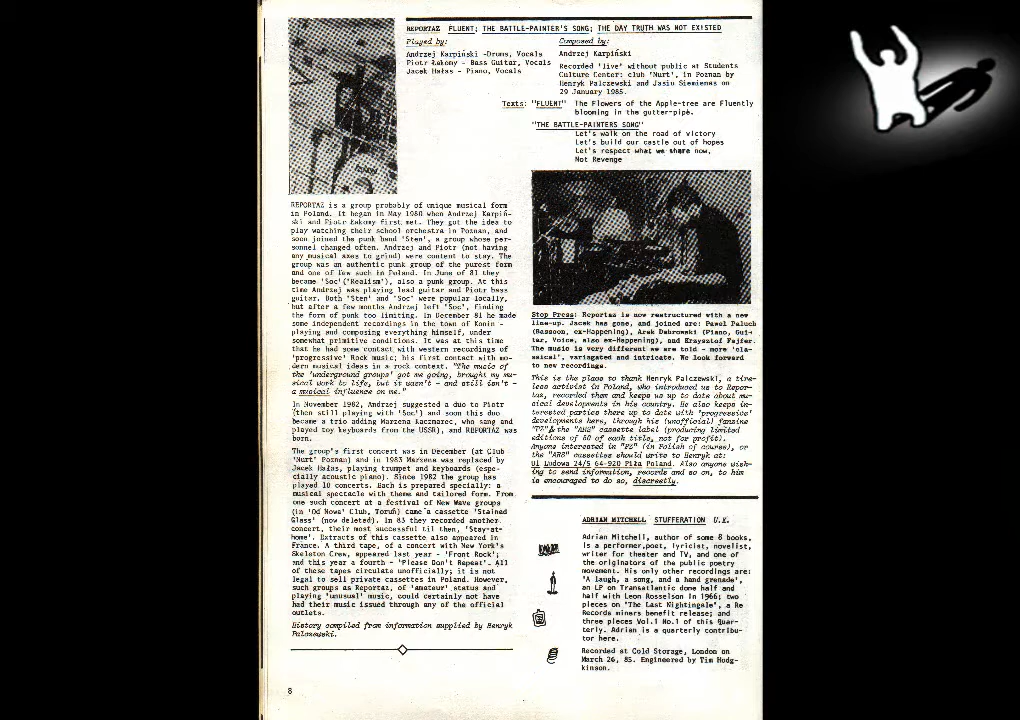 REPORTAZ FLUENT; THE BATTLE-PAINTER'S SONG; THE DAY TRUTH WAS NOT EXISTED
Played by:
Andrzej Karpiński -Drums, Vocals
Piotr Łakomy - Bass Guitar, Vocals
Jacek Hałas - Piano, Vocals
Composed by:
Andrzej Karpiński
Recorded 'live' without public at Students
Culture Center: club 'Nurt', in Poznan by
Henryk Palczewski and Jasiu Siemienas on
29 January 1985.
Texts: "FLUENT" The Flowers of the Apple-tree are Fluently
blooming in the gutter-pipe.
"THE BATTLE-PAINTERS SONG"
Let's walk on the road of victory
Let's build our castle out of hopes
Let's respect what we share now,
Not Revenge
REPORTAZ is a group probably of unique musical form
in Poland. It began in May 1980 when Andrzej Karpiń-
ski and Piotr Łakomy first met. They got the idea to
play watching their school orchestra in Poznan, and
soon joined the punk band 'Sten', a group whose per-
sonnel changed often. Andrzej and Piotr (not having
any musical axes to grind) were content to stay. The
group was an authentic punk group of the purest form
and one of few such in Poland. In June of 81 they
became 'Soc'('Realism'), also a punk group. At this
time Andrzej was playing lead guitar and Piotr bass
guitar. Both 'Sten' and 'Soc' were popular locally,
but after a few months Andrzej left 'Soc', finding
the form of punk too limiting. In December 81 he made
some independent recordings in the town of Konin -
playing and composing everything himself, under
somewhat primitive conditions. It was at this time
that he had some contact with western recordings of
'progressive' Rock music; his first contact with mo-
dern musical ideas in a rock context. "The music of
the 'underground groups' got me going, brought my mu-
sical work to life, but it wasn't - and still isn't -
a musical influence on me."
In November 1982, Andrzej suggested a duo to Piotr
(then still playing with 'Soc') and soon this duo
became a trio adding Marzena Kaczmarec, who sang and
played toy keyboards from the USSR), and REPORTAZ was
born.
The group's first concert was in December (at Club
'Nurt' Poznan) and in 1983 Marzena was replaced by
Jacek Hałas, playing trumpet and keyboards (espe-
cially acoustic piano). Since 1982 the group has
played 10 concerts. Each is prepared specially: a
musical spectacle with theme and tailored form. From
one such concert at a festival of New Wave groups
(in 'Od Nowa' Club, Toruń) came a cassette 'Stained
Glass' (now deleted). In 83 they recorded another
concert, their most successful til then, 'Stay-at-
home'. Extracts of this cassette also appeared in
France. A third tape, of a concert with New York's
Skeleton Crew, appeared last year - 'Front Rock';
and this year a fourth - 'Please Don't Repeat'. All
of these tapes circulate unofficially; it is not
legal to sell private cassettes in Poland. However,
such groups as Reportaz, of 'amateur' status and
playing 'unusual' music, could certainly not have
had their music issued through any of the official
outlets.
History compiled from information supplied by Henryk
Palczewski.
8
Stop Press: Reportaz is now restructured with a new
line-up. Jacek has gone, and joined are: Pawel Paluch
(Bassoon, ex-Happening), Arek Dabrowski (Piano, Gui-
tar, Voice, also ex-Happening), and Krzysztof Fajfer.
The music is very different we are told - more 'cla-
ssical', variagated and intricate. We look forward
to new recordings.
This is the place to thank Henryk Palczewski, a tire-
less activist in Poland, who introduced us to Repor-
taz, recorded them and keeps us up to date about mu-
sical developments in his country. He also keeps in-
terested parties there up to date with 'progressive'
developments here, through his (unofficial) fanzine
"PZ"& the "ARS" cassette label (producing limited
editions of 50 of each title, not for profit).
Anyone interested in "PZ" (in Polish of course), or
the "ARS" cassettes should write to Henryk at:
Ul Ludowa 24/5 64-920 Piła Poland. Also anyone wish-
ing to send information, records and so on, to him
is encouraged to do so, discreetly.
ADRIAN MITCHELL STUFFERATION U.K.
Adrian Mitchell, author of some 8 books,
is a performer,poet, lyricist, novelist,
writer for theater and TV, and one of
the originators of the public poetry
movement. His only other recordings are:
'A laugh, a song, and a hand grenade',
an LP on Transatlantic done half and
half with Leon Rosselson in 1966; two
pieces on 'The Last Nightingale', a Re
Records miners benefit release; and
three pieces Vol.1 No.1 of this Quar-
terly. Adrian is a quarterly contribu-
tor here.
Recorded at Cold Storage, London on
March 26, 85. Engineered by Tim Hodg-
kinson.